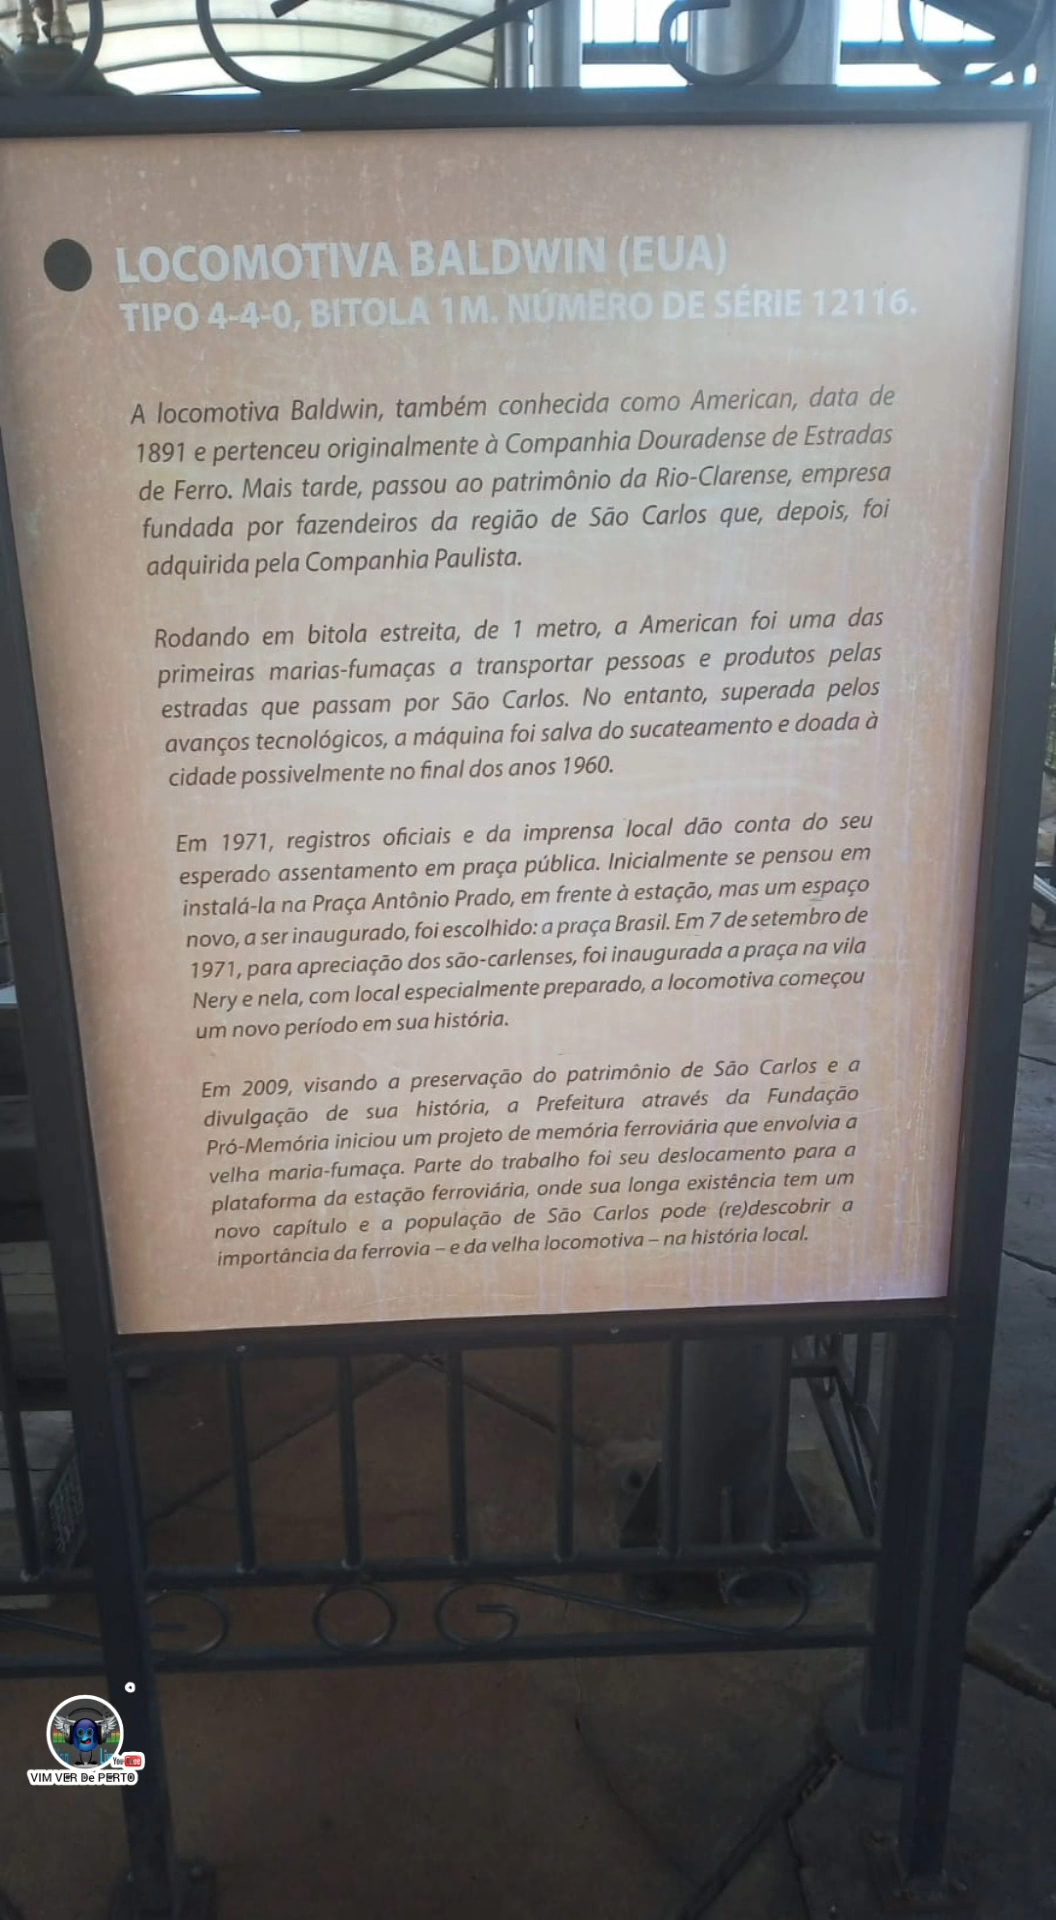 LOCOMOTIVA BALDWIN (EUA)
TIPO 4-4-0, BITOLA 1M. NÚMERO DE SÉRIE 12116.
A locomotiva Baldwin, também conhecida como American, data de
1891 e pertenceu originalmente à Companhia Douradense de Estradas
de Ferro. Mais tarde, passou ao patrimônio da Rio-Clarense, empresa
fundada por fazendeiros da região de São Carlos que, depois, foi
adquirida pela Companhia Paulista.
Rodando em bitola estreita, de 1 metro, a American foi uma das
primeiras marias-fumaças a transportar pessoas e produtos pelas
estradas que passam por São Carlos. No entanto, superada pelos
avanços tecnológicos, a máquina foi salva do sucateamento e doada à
cidade possivelmente no final dos anos 1960.
Em 1971, registros oficiais e da imprensa local dão conta do seu
esperado assentamento em praça pública. Inicialmente se pensou em
instalá-la na Praça Antônio Prado, em frente à estação, mas um espaço
novo, a ser inaugurado, foi escolhido: a praça Brasil. Em 7 de setembro de
1971, para apreciação dos são-carlenses, foi inaugurada a praça na vila
Nery e nela, com local especialmente preparado, a locomotiva começou
um novo período em sua história.
Em 2009, visando a preservação do patrimônio de São Carlos e a
divulgação de sua história, a Prefeitura através da Fundação
Pró-Memória iniciou um projeto de memória ferroviária que envolvia a
velha maria-fumaça. Parte do trabalho foi seu deslocamento para a
plataforma da estação ferroviária, onde sua longa existência tem um
novo capítulo e a população de São Carlos pode (re)descobrir a
importância da ferrovia – e da velha locomotiva – na história local.
YouTube
VIM VER De PERTO